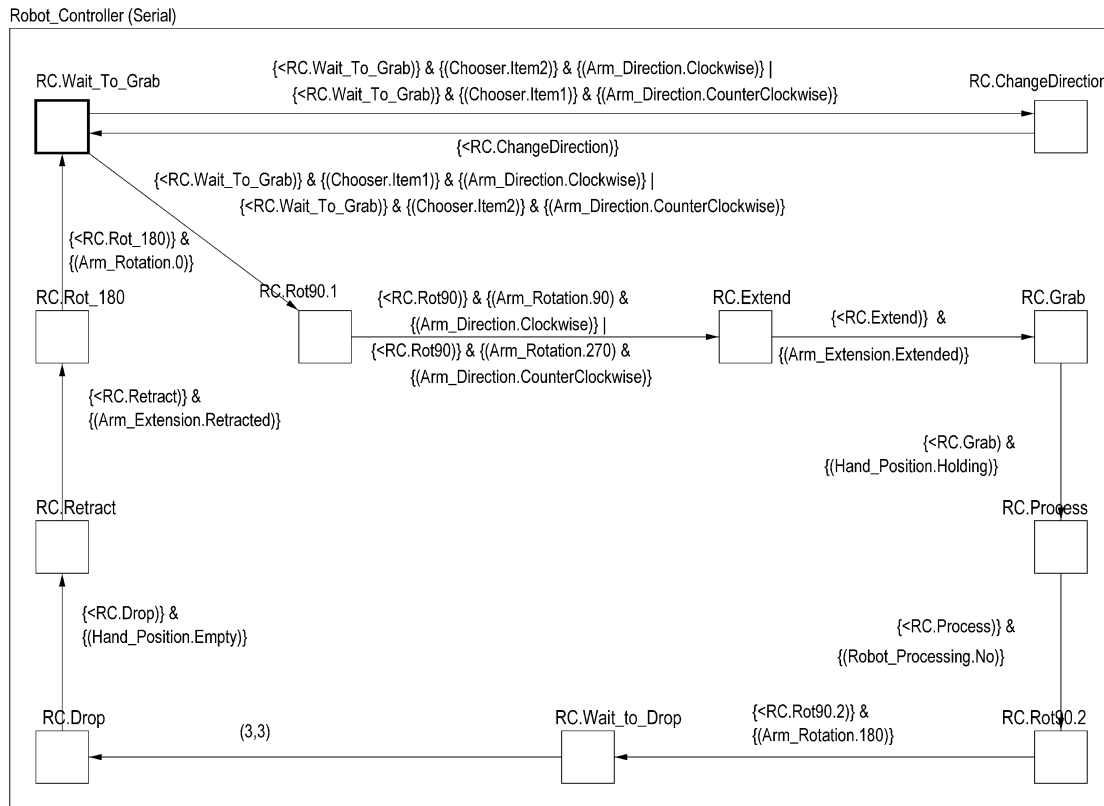 Robot_Controller (Serial)
RC.Wait_To_Grab
{<RC.Wait_To_Grab)} & {(Chooser.Item2)} & {(Arm_Direction.Clockwise)} |
{<RC.Wait_To_Grab)} & {(Chooser.Item1)} & {(Arm_Direction.CounterClockwise)}
RC.ChangeDirection
{<RC.ChangeDirection)}
{<RC.Wait_To_Grab)} & {(Chooser.Item1)} & {(Arm_Direction.Clockwise)} |
{<RC.Wait_To_Grab)} & {(Chooser.Item2)} & {(Arm_Direction.CounterClockwise)}
{<RC.Rot_180)} &
{(Arm_Rotation.0)}
RC.Rot_180
RC.Rot90.1
{<RC.Rot90)} & {(Arm_Rotation.90) &
{(Arm_Direction.Clockwise)} |
{<RC.Rot90)} & {(Arm_Rotation.270) &
{(Arm_Direction.CounterClockwise)}
RC.Extend
{<RC.Extend)} &
{(Arm_Extension.Extended)}
RC.Grab
{<RC.Retract)} &
{(Arm_Extension.Retracted)}
{<RC.Grab) &
{(Hand_Position.Holding)}
RC.Retract
RC.Process
{<RC.Drop)} &
{(Hand_Position.Empty)}
{<RC.Process)} &
{(Robot_Processing.No)}
RC.Drop
(3,3)
RC.Wait_to_Drop
{<RC.Rot90.2)} &
{(Arm_Rotation.180)}
RC.Rot90.2